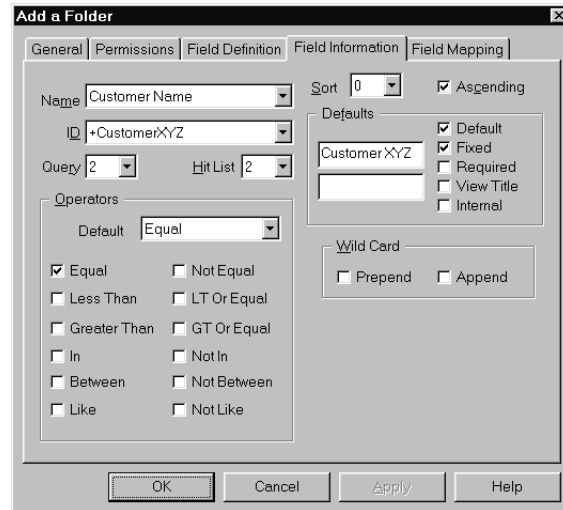 Add a Folder
General Permissions Field Definition Field Information Field Mapping
Name Customer Name
ID +CustomerXYZ
Query 2 Hit List 2
Operators
Default Equal
Equal Not Equal
Less Than LT Or Equal
Greater Than GT Or Equal
In Not In
Between Not Between
Like Not Like
Sort 0 Ascending
Defaults
Customer XYZ
Default
Fixed
Required
View Title
Internal
Wild Card
Prepend Append
OK Cancel Apply Help